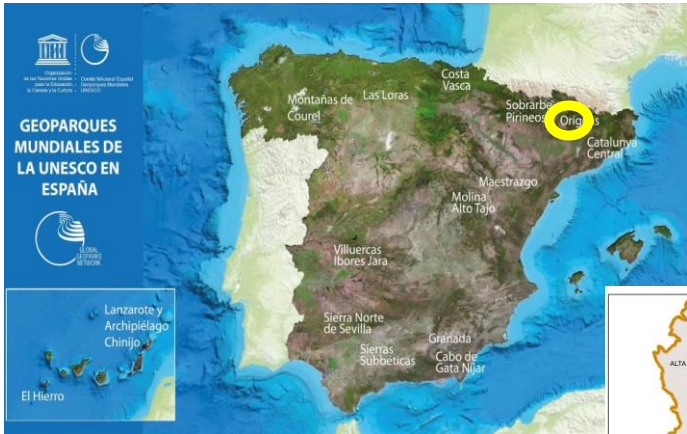 Organización
de las Naciones Unidas
para la Educación,
la Ciencia y la Cultura
Comité Nacional Español
Geoparques Mundiales
UNESCO
GEOPARQUES
MUNDIALES DE
LA UNESCO EN
ESPAÑA
GLOBAL
GEOPARKS
NETWORK
Montañas de
Courel
Las Loras
Costa
Vasca
Sobrarbe
Pirineos
Orígens
Catalunya
Central
Maestrazgo
Molina
Alto Tajo
Villuercas
Ibores Jara
Sierra Norte
de Sevilla
Sierras
Subbéticas
Granada
Cabo de
Gata Níjar
Lanzarote y
Archipiélago
Chinijo
El Hierro
ALTA